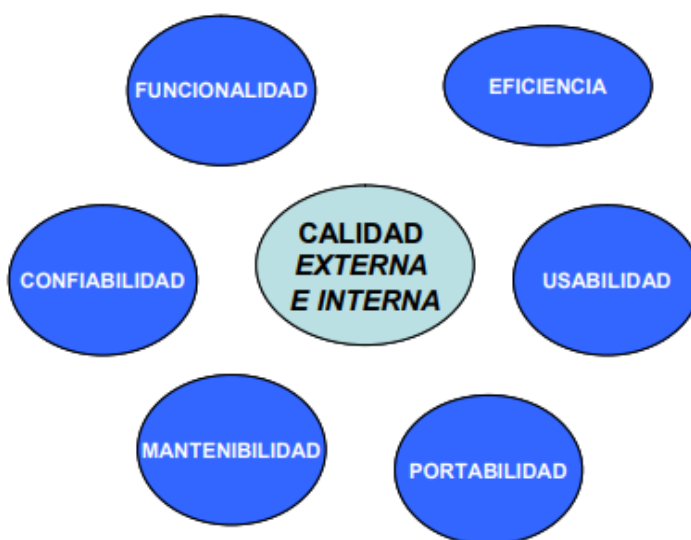 FUNCIONALIDAD
EFICIENCIA
CALIDAD
EXTERNA
E INTERNA
CONFIABILIDAD
USABILIDAD
MANTENIBILIDAD
PORTABILIDAD